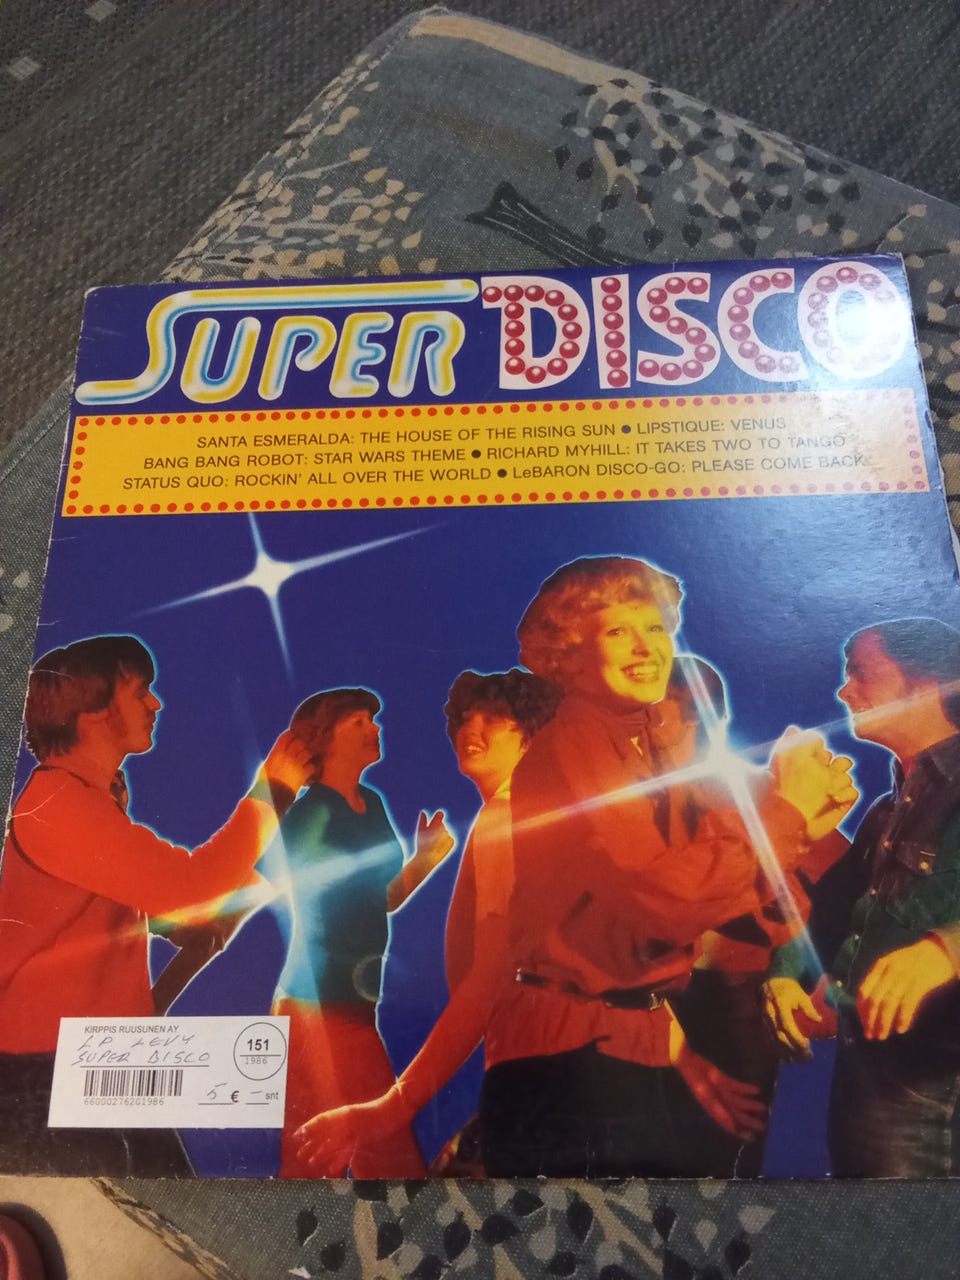 SUPER DISCO
SANTA ESMERALDA: THE HOUSE OF THE RISING SUN ● LIPSTIQUE: VENUS
BANG BANG ROBOT: STAR WARS THEME ● RICHARD MYHILL: IT TAKES TWO TO TANGO
STATUS QUO: ROCKIN' ALL OVER THE WORLD ● LeBARON DISCO-GO: PLEASE COME BACK
KIRPPIS RUUSUNEN AY
LP LEVY
SUPER DISCO
151
1986
66000276201986
5 € – snt